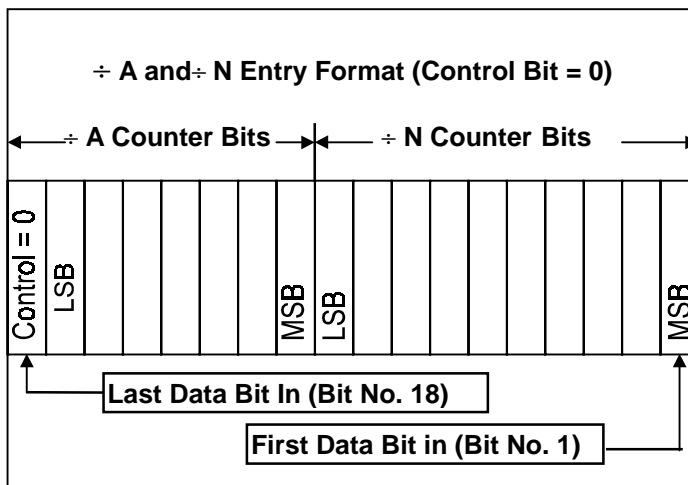 ÷ A and÷ N Entry Format (Control Bit = 0)
÷ A Counter Bits
÷ N Counter Bits
Control = 0
LSB
MSB
LSB
MSB
Last Data Bit In (Bit No. 18)
First Data Bit in (Bit No. 1)